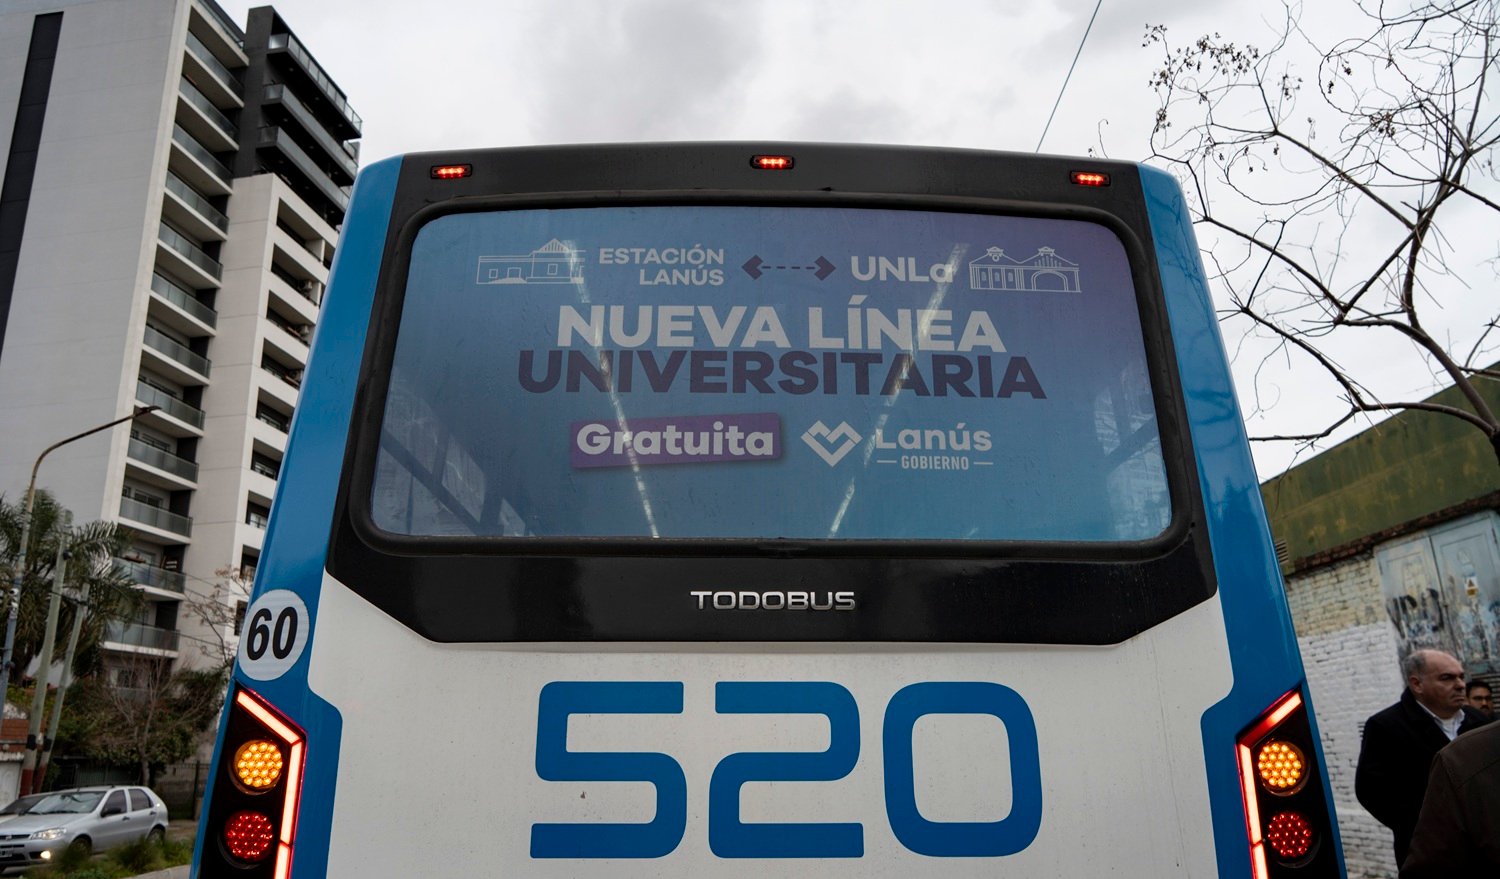 ESTACIÓN
LANÚS
UNLa
NUEVA LÍNEA
UNIVERSITARIA
Gratuita
Lanús
GOBIERNO
TODOBUS
60
520